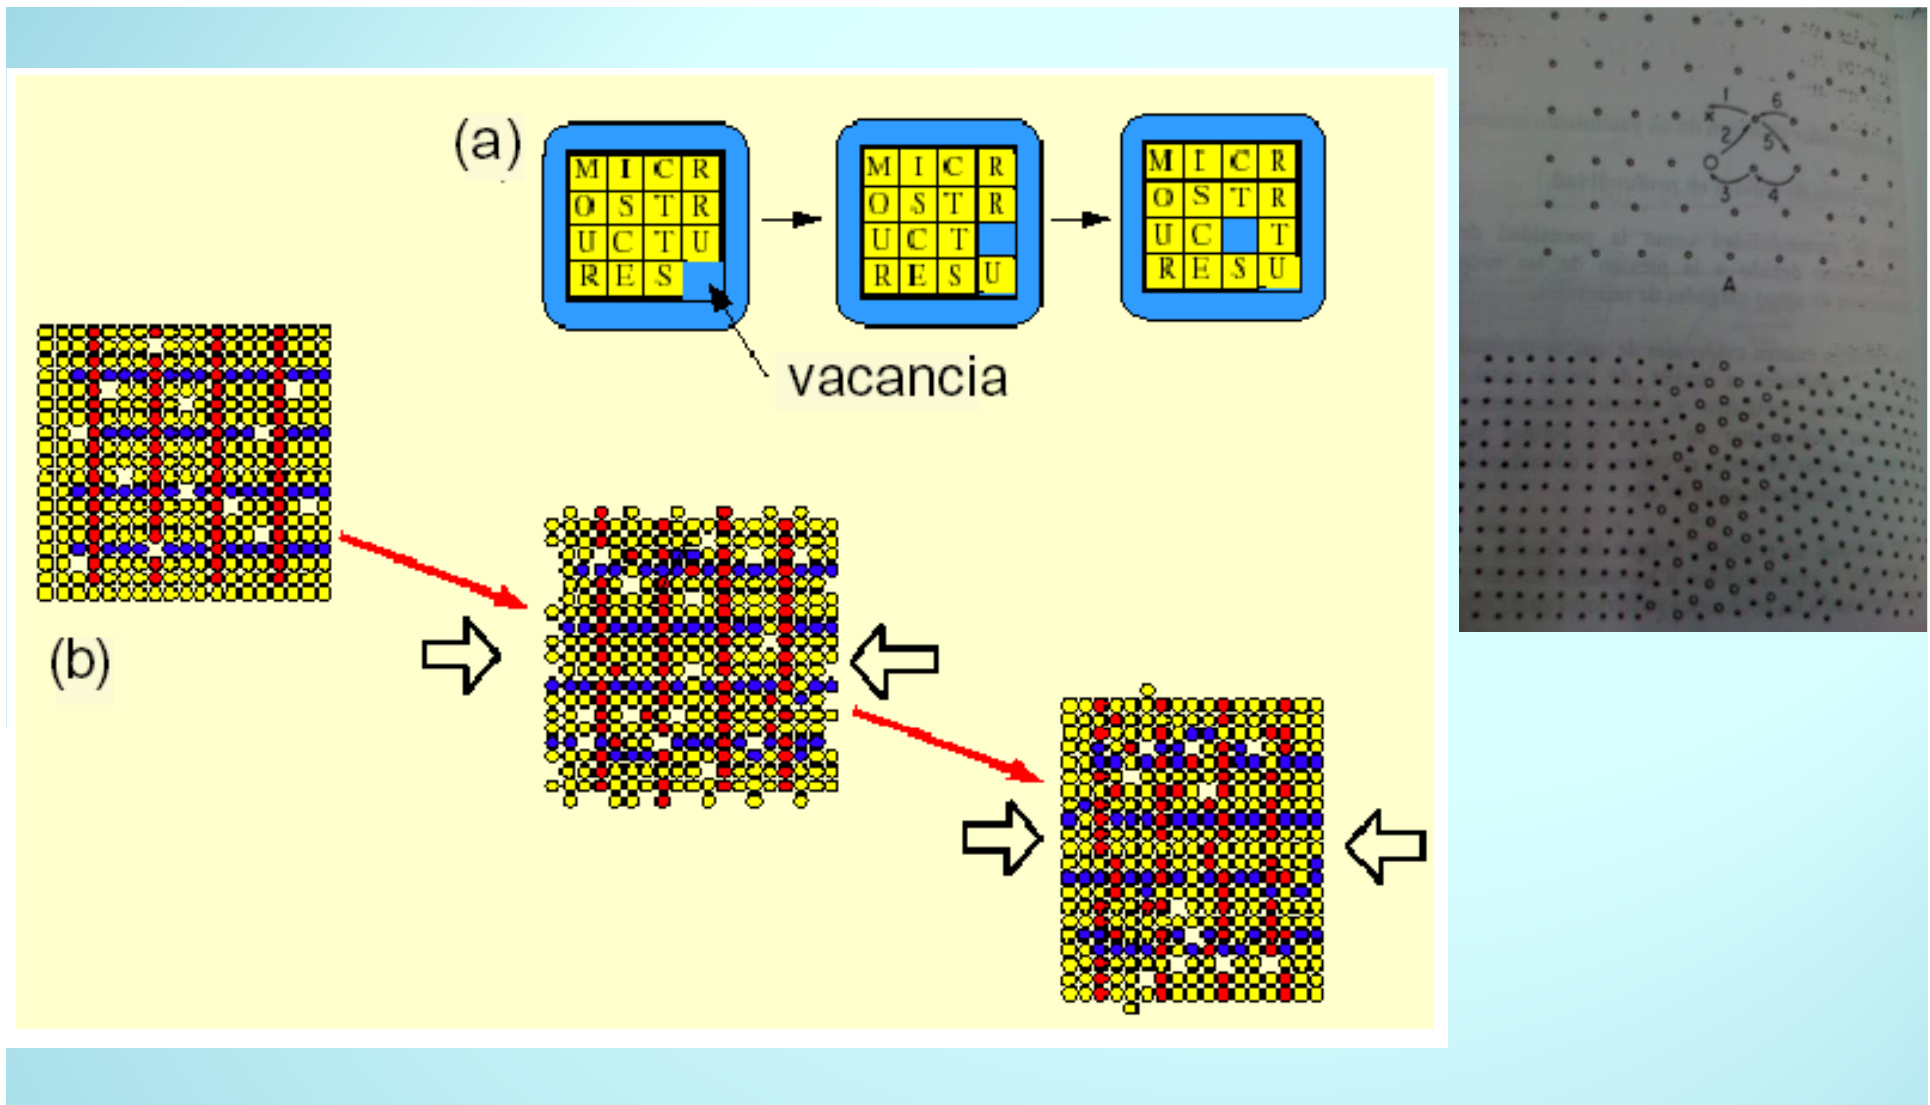 (a)
M I C R
O S T R
U C T U
R E S
M I C R
O S T R
U C T
R E S U
M I C R
O S T R
U C T
R E S U
vacancia
(b)
1 6
2 5
3 4
A